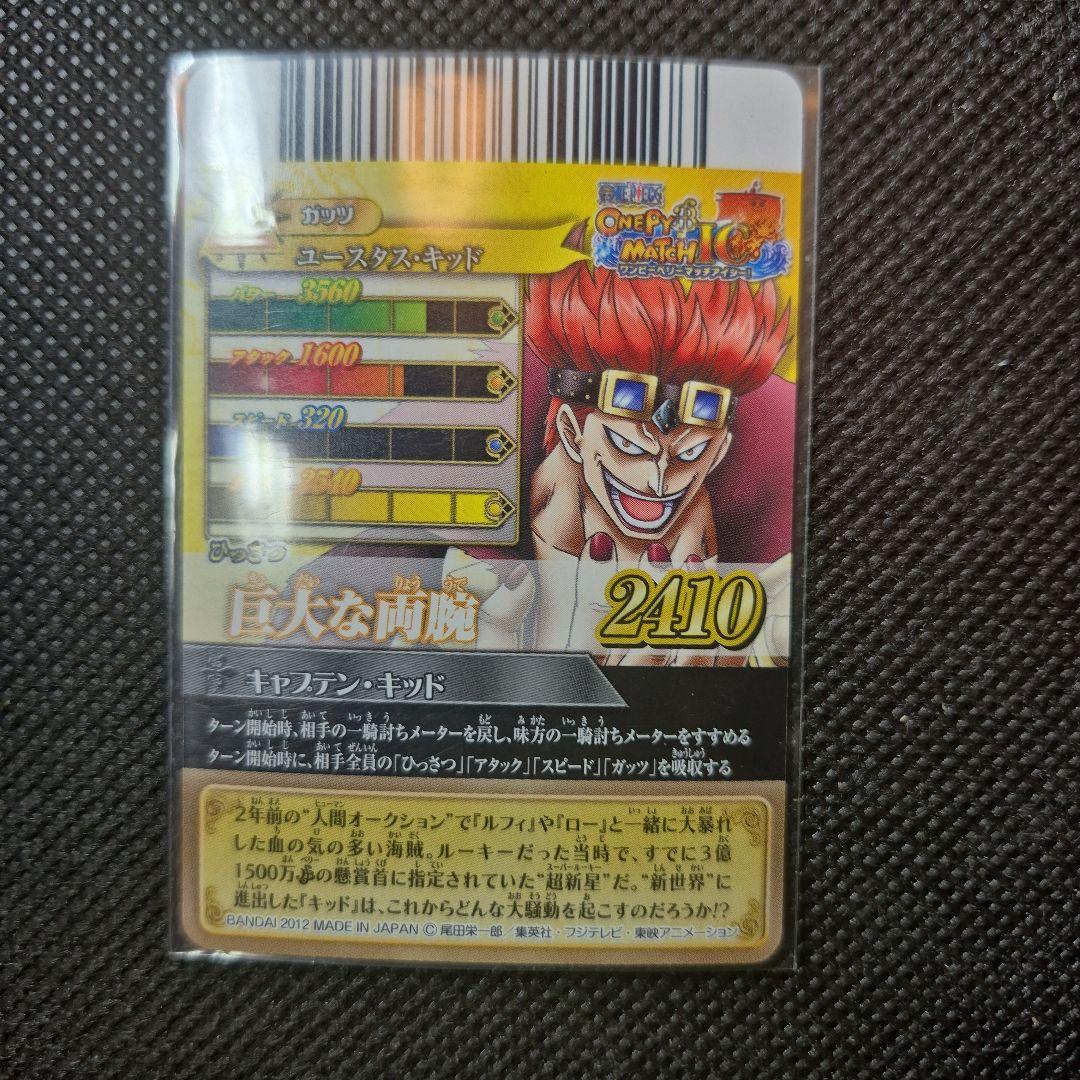 ガッツ
ユースタス・キッド
ONE PIECE
ONEPY BERRY MATCH IC
ワンピーベリーマッチアイシー!
パワー 3560
アタック 1600
スピード 320
2540
ひっさつ
巨大な両腕
2410
キャプテン・キッド
ターン開始時、相手の一騎討ちメーターを戻し、味方の一騎討ちメーターをすすめる
ターン開始時に、相手全員の「ひっさつ」「アタック」「スピード」「ガッツ」を吸収する
2年前の“人間オークション”で『ルフィ』や『ロー』と一緒に大暴れ
した血の気の多い海賊。ルーキーだった当時で、すでに3億
1500万の懸賞首に指定されていた“超新星”だ。“新世界”に
進出した『キッド』は、これからどんな大騒動を起こすのだろうか!?
BANDAI 2012 MADE IN JAPAN © 尾田栄一郎/集英社・フジテレビ・東映アニメーション